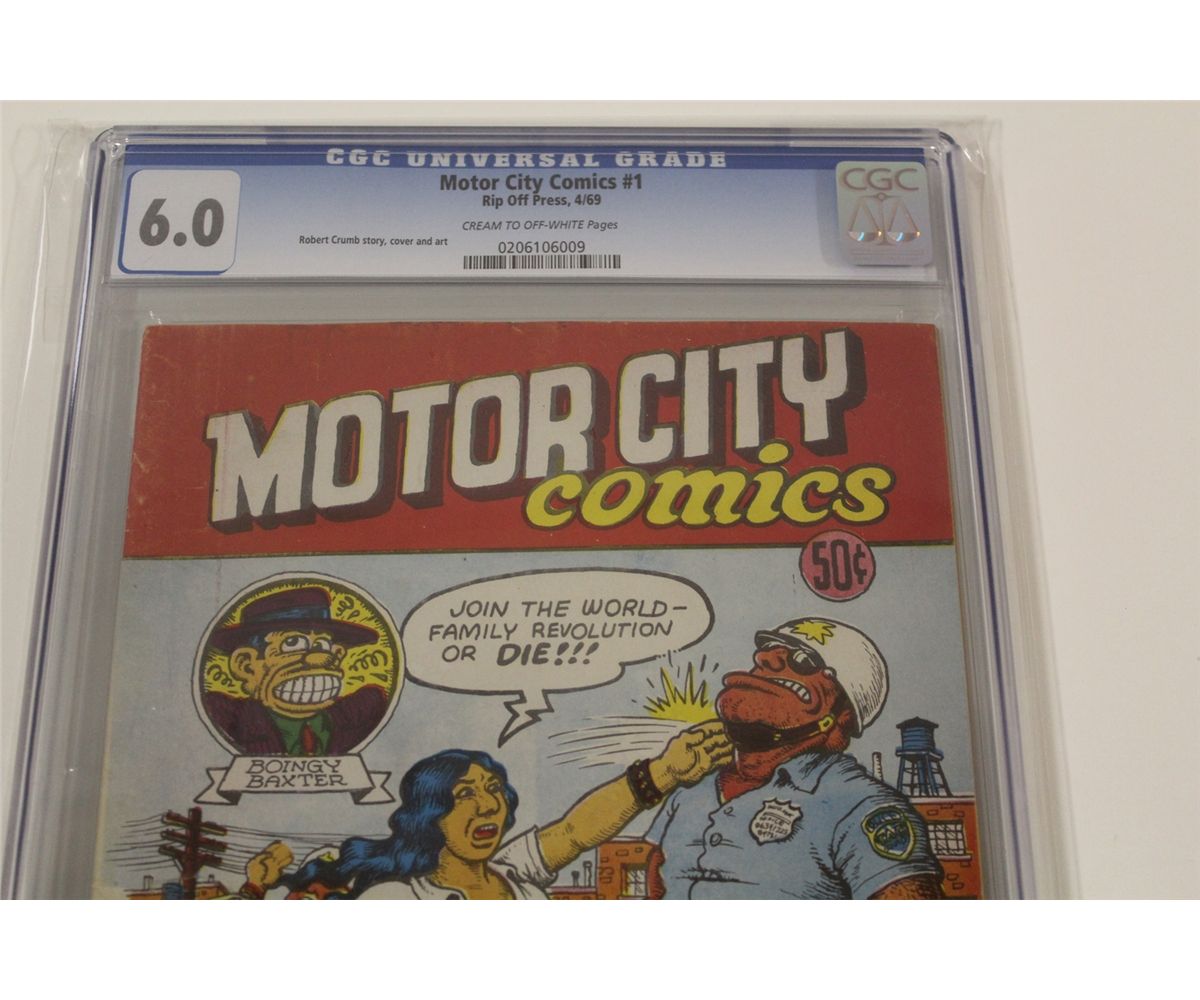 CGC UNIVERSAL GRADE
6.0
Motor City Comics #1
Rip Off Press, 4/69
CREAM TO OFF-WHITE Pages
Robert Crumb story, cover and art
0206106009
CGC
MOTOR CITY
comics
50¢
JOIN THE WORLD-
FAMILY REVOLUTION
OR DIE!!!
BOINGY
BAXTER